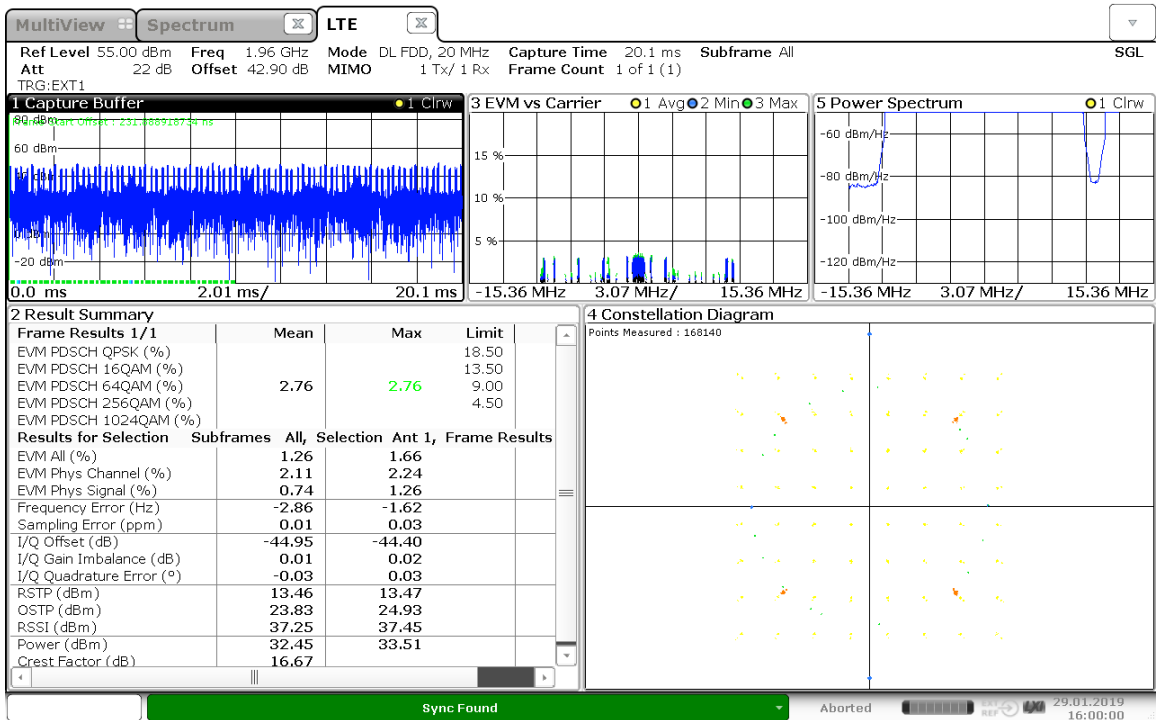 MultiView Spectrum X LTE X
Ref Level 55.00 dBm Freq 1.96 GHz Mode DL FDD, 20 MHz Capture Time 20.1 ms Subframe All SGL
Att 22 dB Offset 42.90 dB MIMO 1 Tx/ 1 Rx Frame Count 1 of 1 (1)
TRG:EXT1
1 Capture Buffer 1 Clrw
80 dBm
60 dBm
-20 dBm
0.0 ms 2.01 ms/ 20.1 ms
3 EVM vs Carrier 1 Avg 2 Min 3 Max
15 %
10 %
5 %
-15.36 MHz 3.07 MHz/ 15.36 MHz
5 Power Spectrum 1 Clrw
-60 dBm/Hz
-80 dBm/Hz
-100 dBm/Hz
-120 dBm/Hz
-15.36 MHz 3.07 MHz/ 15.36 MHz
2 Result Summary
Frame Results 1/1 Mean Max Limit
EVM PDSCH QPSK (%) 18.50
EVM PDSCH 16QAM (%) 13.50
EVM PDSCH 64QAM (%) 2.76 2.76 9.00
EVM PDSCH 256QAM (%) 4.50
EVM PDSCH 1024QAM (%)
Results for Selection Subframes All, Selection Ant 1, Frame Results
EVM All (%) 1.26 1.66
EVM Phys Channel (%) 2.11 2.24
EVM Phys Signal (%) 0.74 1.26
Frequency Error (Hz) -2.86 -1.62
Sampling Error (ppm) 0.01 0.03
I/Q Offset (dB) -44.95 -44.40
I/Q Gain Imbalance (dB) 0.01 0.02
I/Q Quadrature Error (°) -0.03 0.03
RSTP (dBm) 13.46 13.47
OSTP (dBm) 23.83 24.93
RSSI (dBm) 37.25 37.45
Power (dBm) 32.45 33.51
Crest Factor (dB) 16.67
4 Constellation Diagram
Points Measured : 168140
Sync Found
Aborted
EXT
REF
LXI
29.01.2019
16:00:00